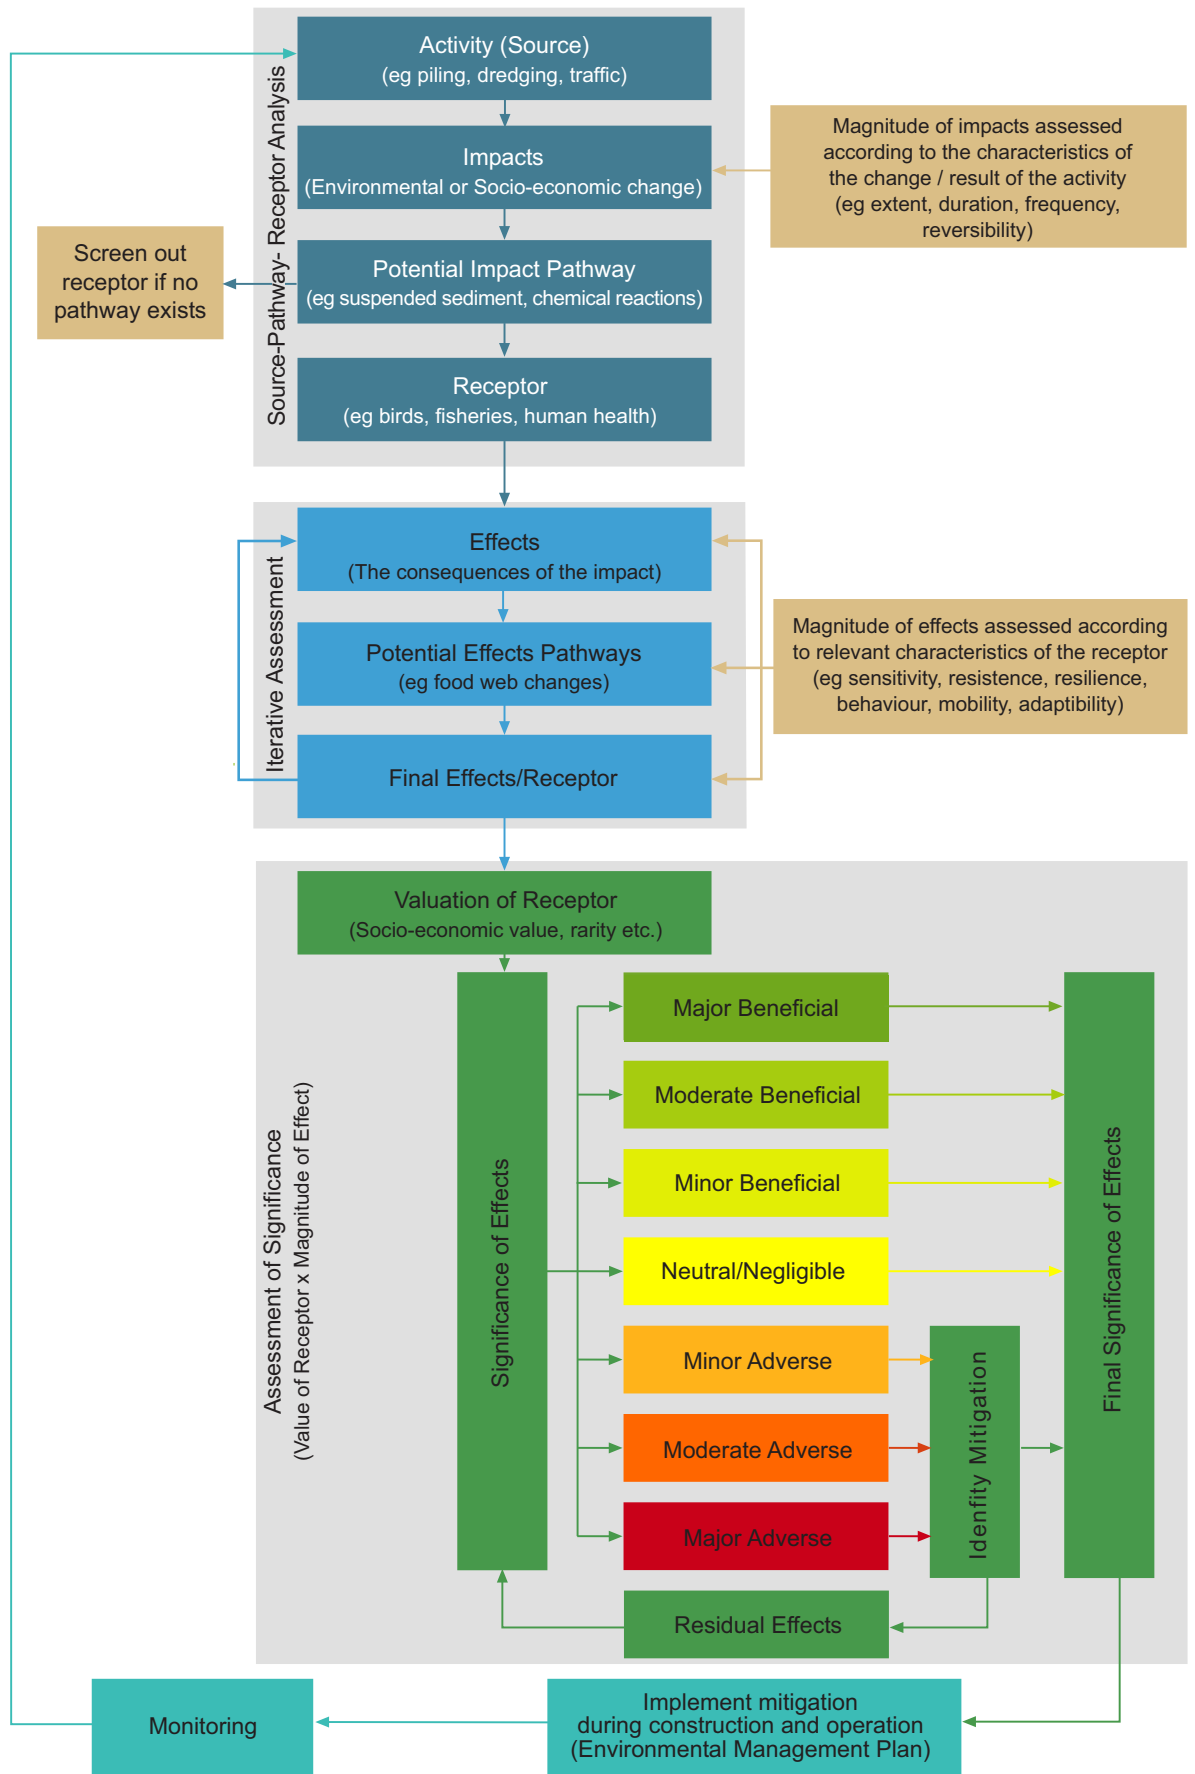 Source-Pathway- Receptor Analysis
Activity (Source)
(eg piling, dredging, traffic)
Impacts
(Environmental or Socio-economic change)
Magnitude of impacts assessed
according to the characteristics of
the change / result of the activity
(eg extent, duration, frequency,
reversibility)
Potential Impact Pathway
(eg suspended sediment, chemical reactions)
Screen out
receptor if no
pathway exists
Receptor
(eg birds, fisheries, human health)
Iterative Assessment
Effects
(The consequences of the impact)
Potential Effects Pathways
(eg food web changes)
Final Effects/Receptor
Magnitude of effects assessed according
to relevant characteristics of the receptor
(eg sensitivity, resistence, resilience,
behaviour, mobility, adaptibility)
Assessment of Significance
(Value of Receptor x Magnitude of Effect)
Valuation of Receptor
(Socio-economic value, rarity etc.)
Significance of Effects
Major Beneficial
Moderate Beneficial
Minor Beneficial
Neutral/Negligible
Minor Adverse
Moderate Adverse
Major Adverse
Idenfity Mitigation
Final Significance of Effects
Residual Effects
Implement mitigation
during construction and operation
(Environmental Management Plan)
Monitoring